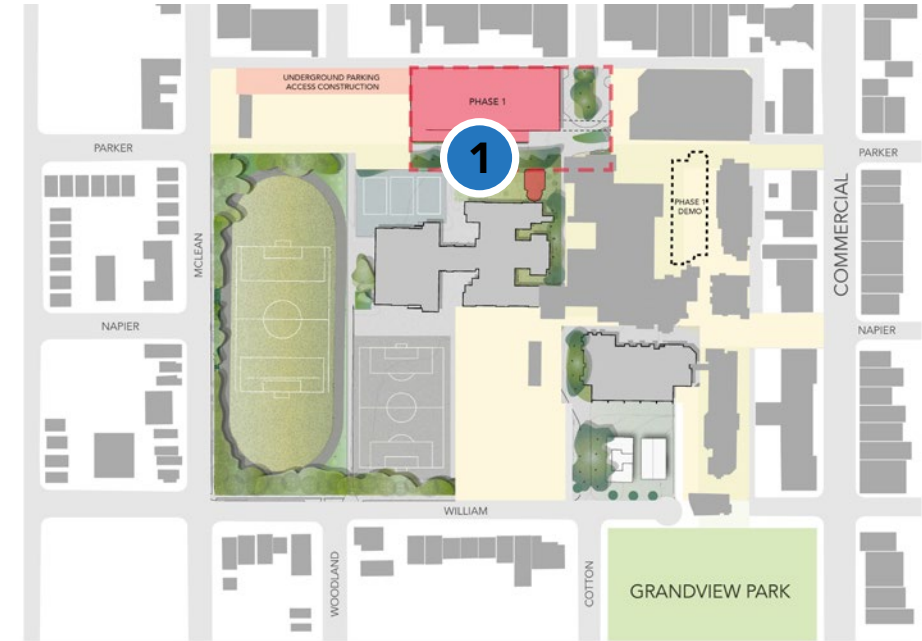 UNDERGROUND PARKING
ACCESS CONSTRUCTION
PHASE 1
1
PARKER
PARKER
PHASE 1
DEMO
MCLEAN
COMMERCIAL
NAPIER
NAPIER
WILLIAM
WOODLAND
COTTON
GRANDVIEW PARK